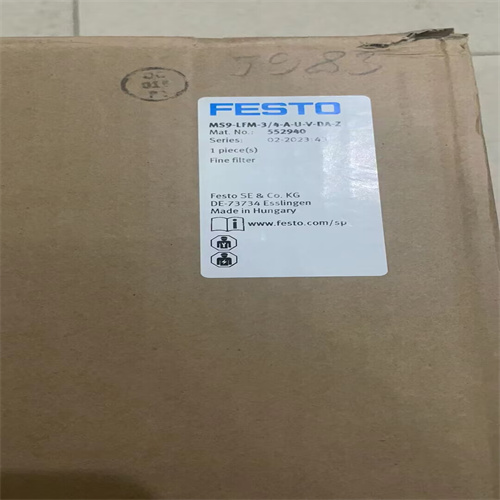 5983
FESTO
MS9-LFM-3/4-A-U-V-DA-Z
Mat. No.: 552940
Series: 02-2023
1 piece(s)
Fine filter
Festo SE & Co. KG
DE-73734 Esslingen
Made in Hungary
www.festo.com/sp